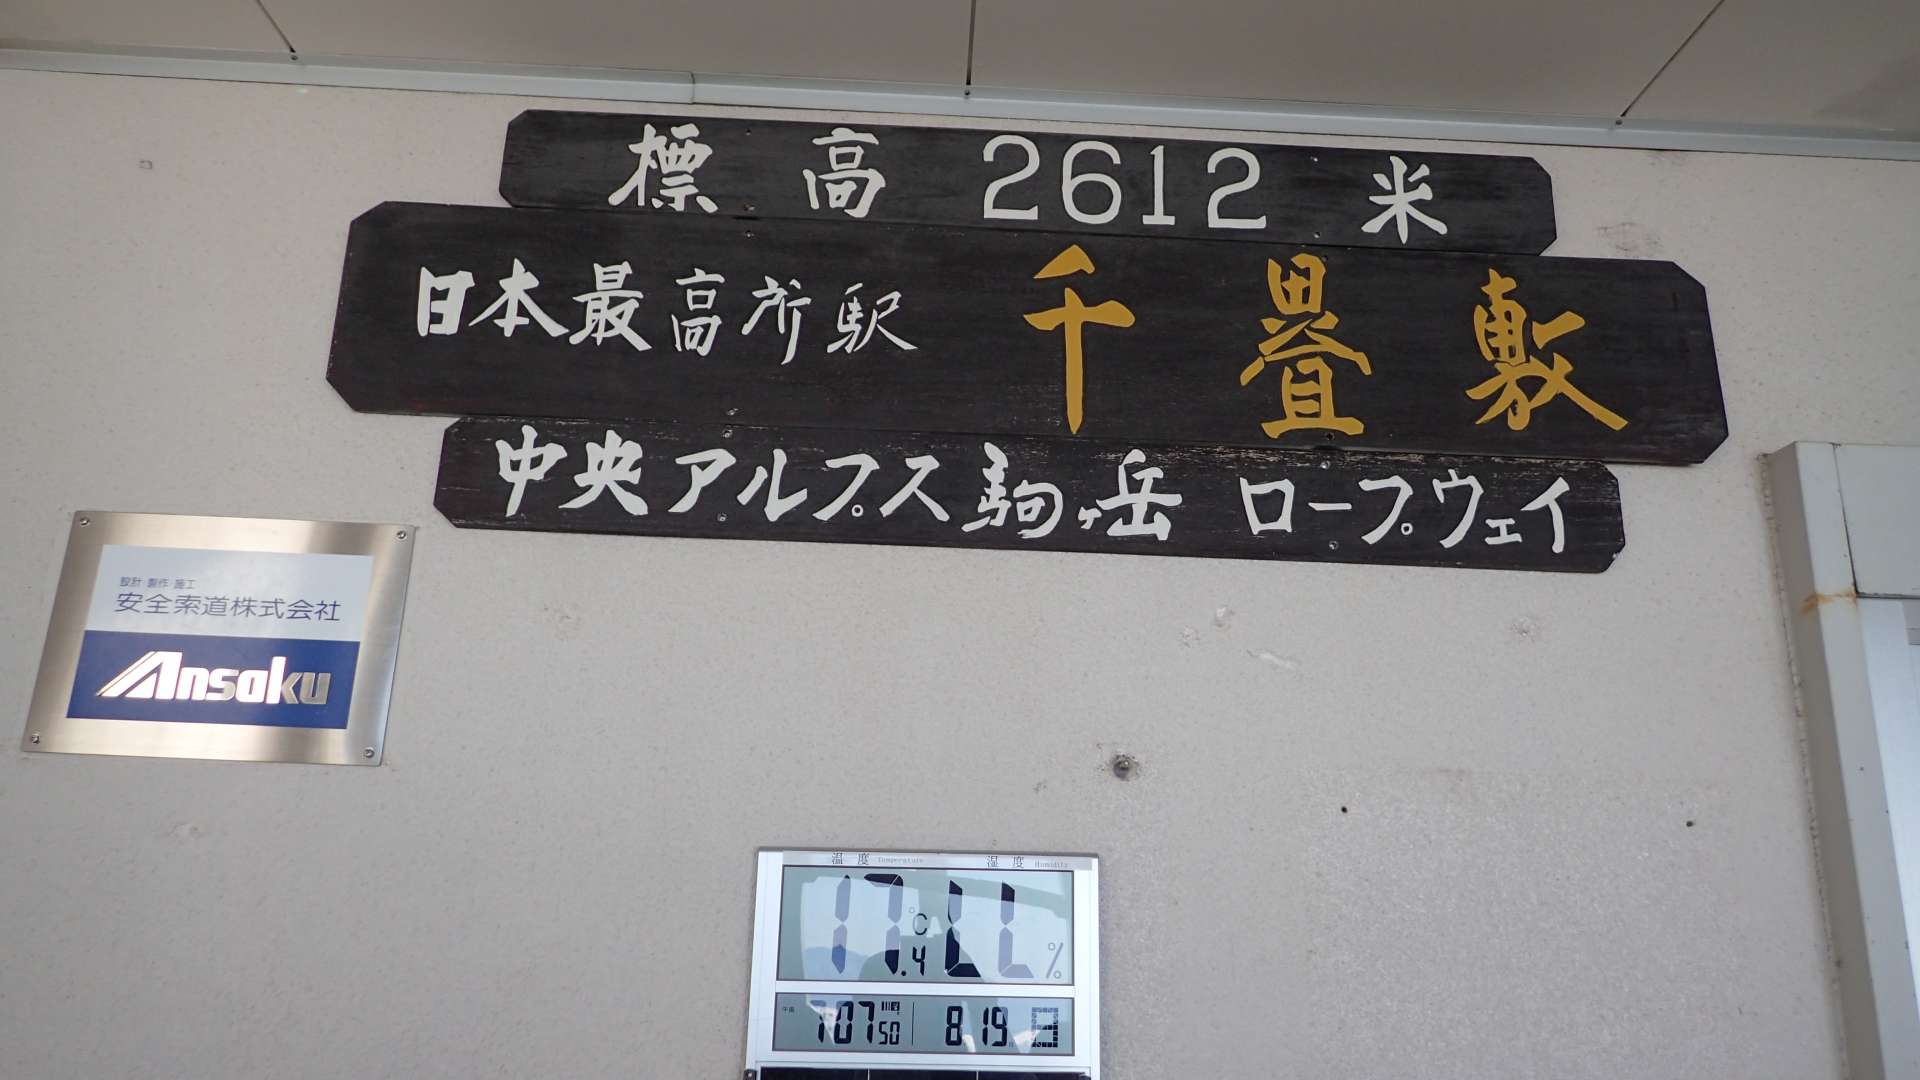 標高 2612 米
日本最高所駅 千畳敷
中央アルプス駒ヶ岳 ロープウェイ
設計・製作・施工
安全索道株式会社
Ansaku
温度 Temperature 湿度 Humidity
17.4 ℃ LL %
7:07 50 8.19 日